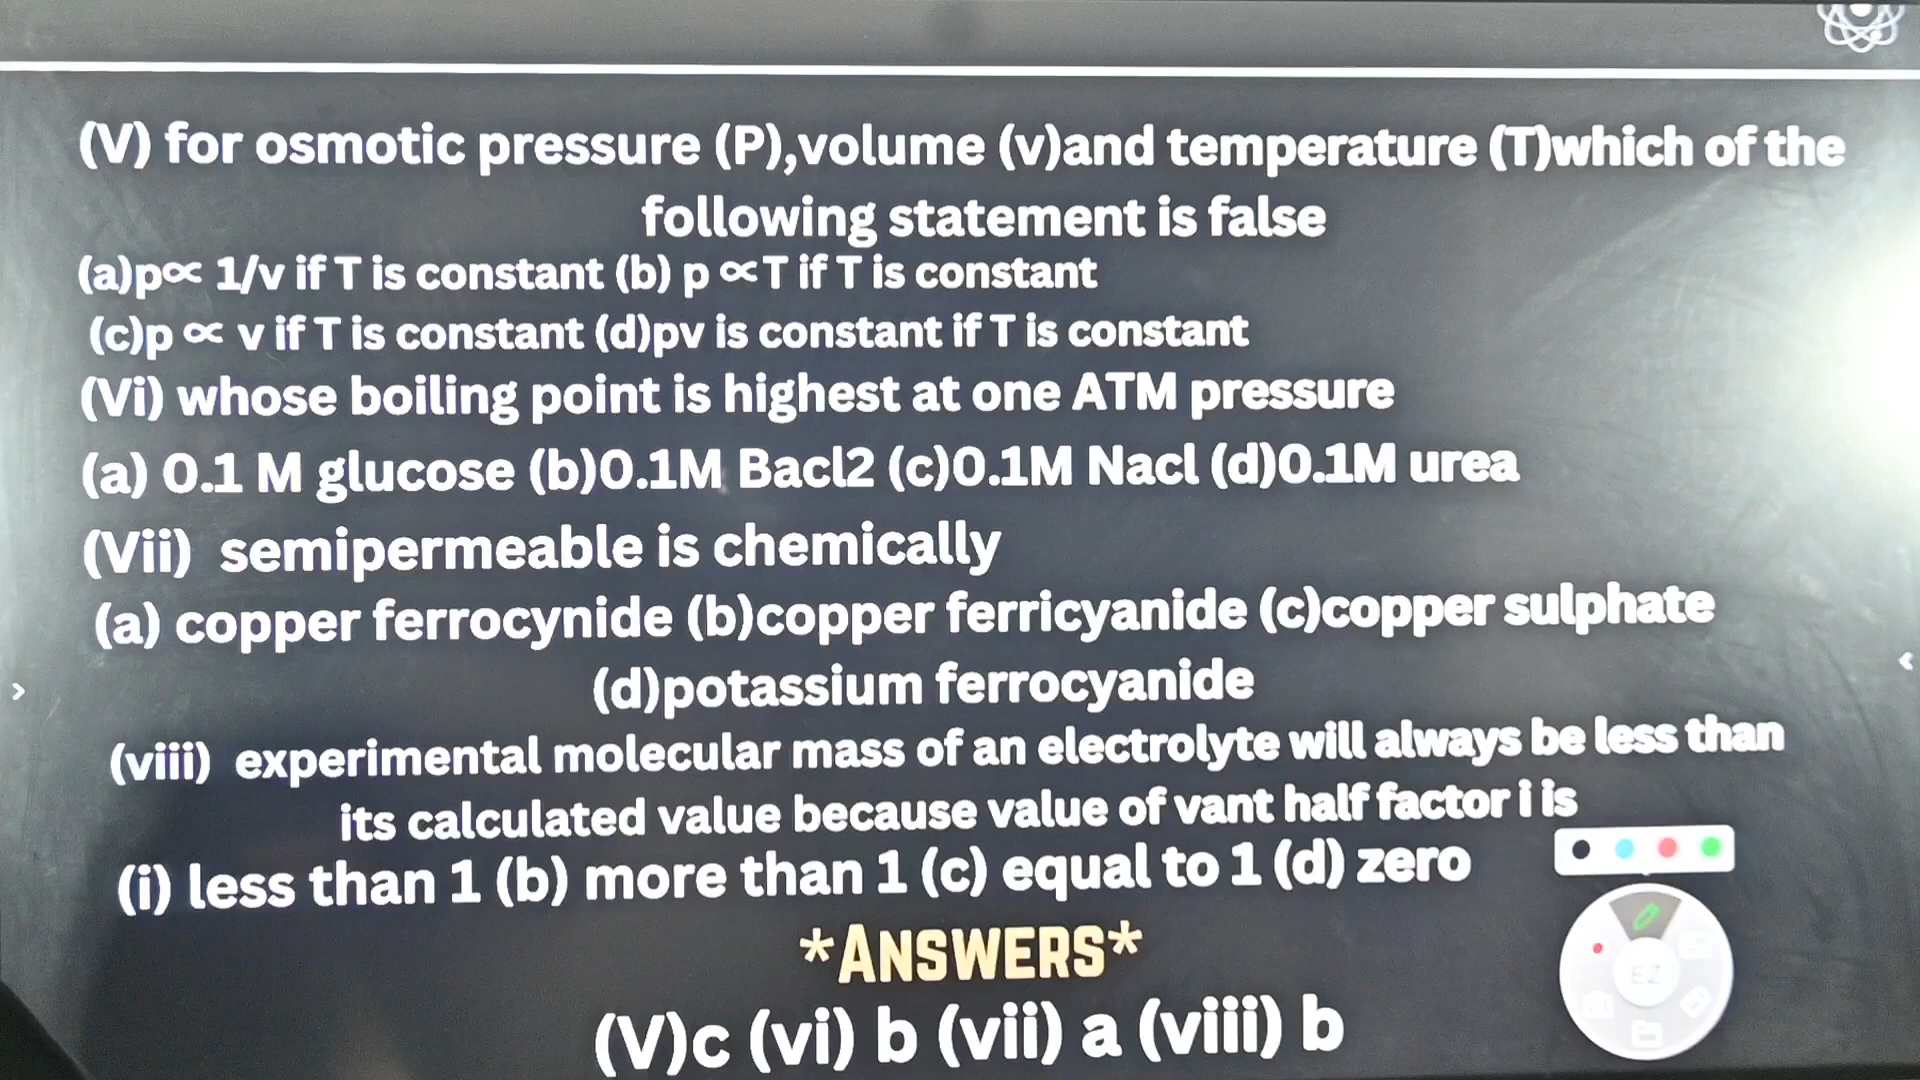 (V) for osmotic pressure (P),volume (v)and temperature (T)which of the
following statement is false
(a)p∝ 1/v if T is constant (b) p ∝T if T is constant
(c)p ∝ v if T is constant (d)pv is constant if T is constant
(Vi) whose boiling point is highest at one ATM pressure
(a) 0.1 M glucose (b)0.1M Bacl2 (c)0.1M Nacl (d)0.1M urea
(Vii) semipermeable is chemically
(a) copper ferrocynide (b)copper ferricyanide (c)copper sulphate
(d)potassium ferrocyanide
(viii) experimental molecular mass of an electrolyte will always be less than
its calculated value because value of vant half factor i is
(i) less than 1 (b) more than 1 (c) equal to 1 (d) zero
*ANSWERS*
(V)c (vi) b (vii) a (viii) b
EZ